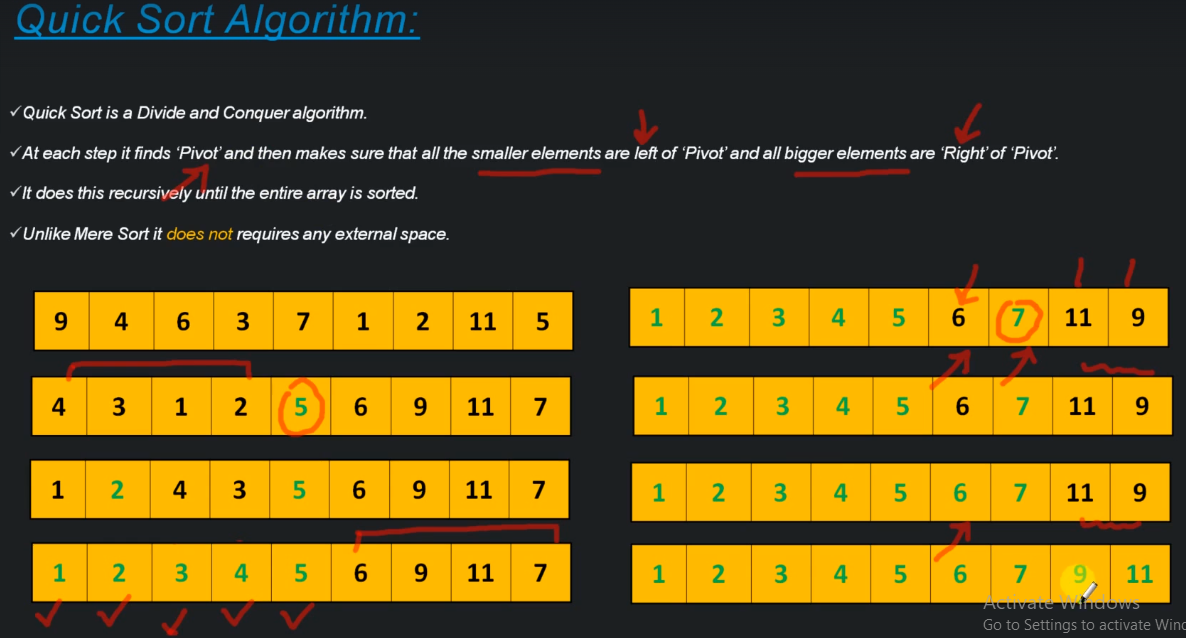 Quick Sort Algorithm:
✓Quick Sort is a Divide and Conquer algorithm.
✓At each step it finds ‘Pivot’ and then makes sure that all the smaller elements are left of ‘Pivot’ and all bigger elements are ‘Right’ of ‘Pivot’.
✓It does this recursively until the entire array is sorted.
✓Unlike Mere Sort it does not requires any external space.
9 4 6 3 7 1 2 11 5
4 3 1 2 5 6 9 11 7
1 2 4 3 5 6 9 11 7
1 2 3 4 5 6 9 11 7
1 2 3 4 5 6 7 11 9
1 2 3 4 5 6 7 11 9
1 2 3 4 5 6 7 11 9
1 2 3 4 5 6 7 9 11
Activate Windows
Go to Settings to activate Win